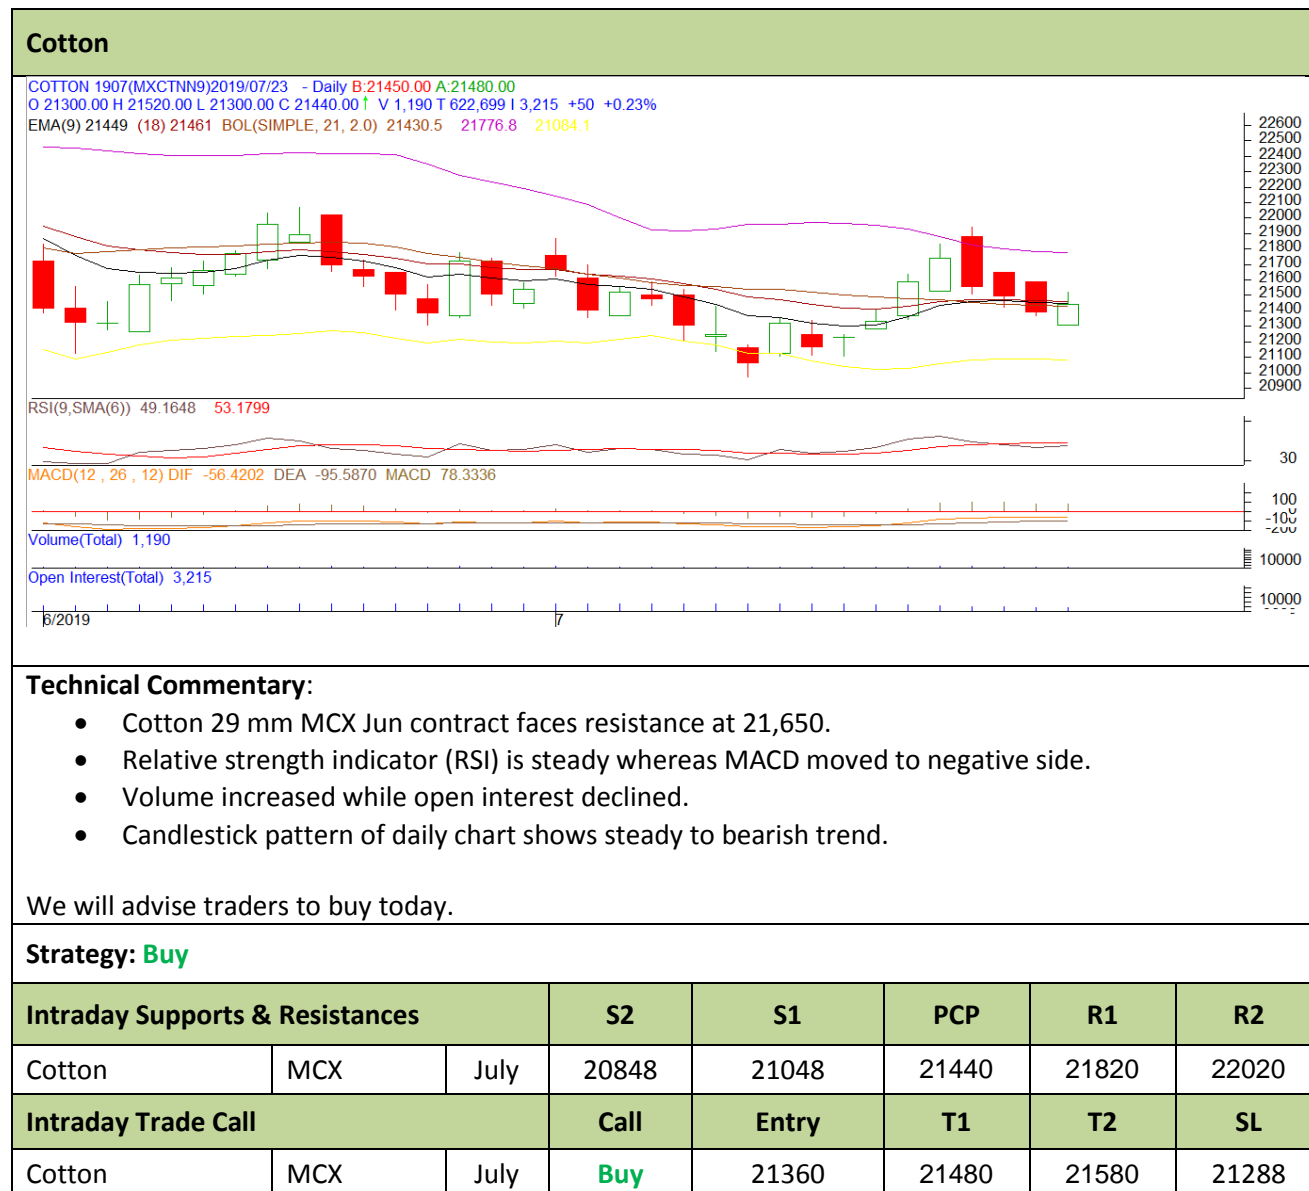 Cotton
COTTON 1907(MXCTNN9)2019/07/23 - Daily B:21450.00 A:21480.00
O 21300.00 H 21520.00 L 21300.00 C 21440.00↑ V 1,190 T 622,699 I 3,215 +50 +0.23%
EMA(9) 21449 (18) 21461 BOL(SIMPLE, 21, 2.0) 21430.5 21776.8 21084.1
22600
22500
22400
22300
22200
22100
22000
21900
21800
21700
21600
21500
21400
21300
21200
21100
21000
20900
RSI(9,SMA(6)) 49.1648 53.1799
30
MACD(12 , 26 , 12) DIF -56.4202 DEA -95.5870 MACD 78.3336
100
-100
-200
Volume(Total) 1,190
10000
Open Interest(Total) 3,215
10000
6/2019 7
Technical Commentary:
• Cotton 29 mm MCX Jun contract faces resistance at 21,650.
• Relative strength indicator (RSI) is steady whereas MACD moved to negative side.
• Volume increased while open interest declined.
• Candlestick pattern of daily chart shows steady to bearish trend.
We will advise traders to buy today.
Strategy: Buy
Intraday Supports & Resistances S2 S1 PCP R1 R2
Cotton MCX July 20848 21048 21440 21820 22020
Intraday Trade Call Call Entry T1 T2 SL
Cotton MCX July Buy 21360 21480 21580 21288